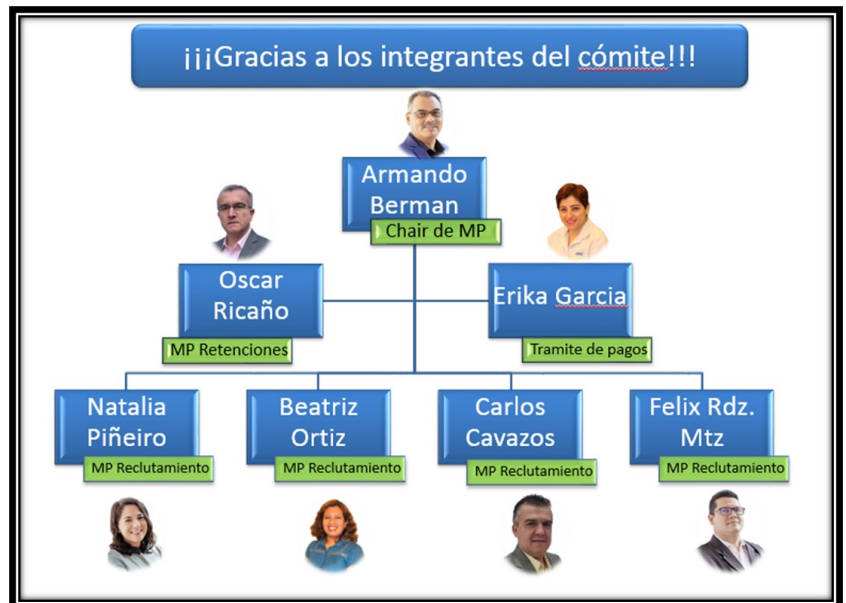 ¡¡¡Gracias a los integrantes del cómite!!!
Armando
Berman
Chair de MP
Oscar
Ricaño
MP Retenciones
Erika Garcia
Tramite de pagos
Natalia
Piñeiro
MP Reclutamiento
Beatriz
Ortiz
MP Reclutamiento
Carlos
Cavazos
MP Reclutamiento
Felix Rdz.
Mtz
MP Reclutamiento